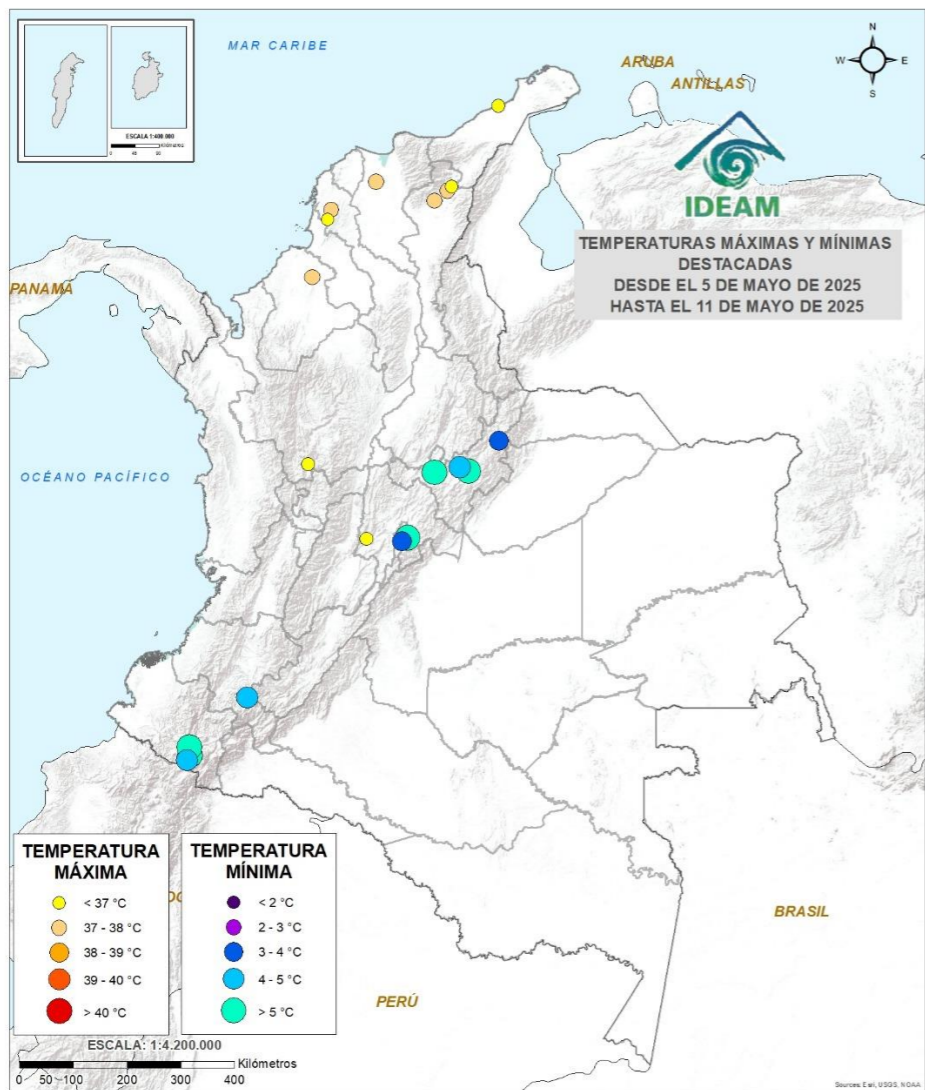 MAR CARIBE
ARUBA
ANTILLAS
N
W
E
S
ESCALA 1:400.000
Kilómetros
IDEAM
TEMPERATURAS MÁXIMAS Y MÍNIMAS
DESTACADAS
DESDE EL 5 DE MAYO DE 2025
HASTA EL 11 DE MAYO DE 2025
PANAMÁ
OCÉANO PACÍFICO
BRASIL
PERÚ
TEMPERATURA
MÁXIMA
< 37 °C
37 - 38 °C
38 - 39 °C
39 - 40 °C
> 40 °C
TEMPERATURA
MÍNIMA
< 2 °C
2 - 3 °C
3 - 4 °C
4 - 5 °C
> 5 °C
ESCALA: 1:4.200.000
Kilómetros
0 50 100 200 300 400
Sources: Esri, USGS, NOAA